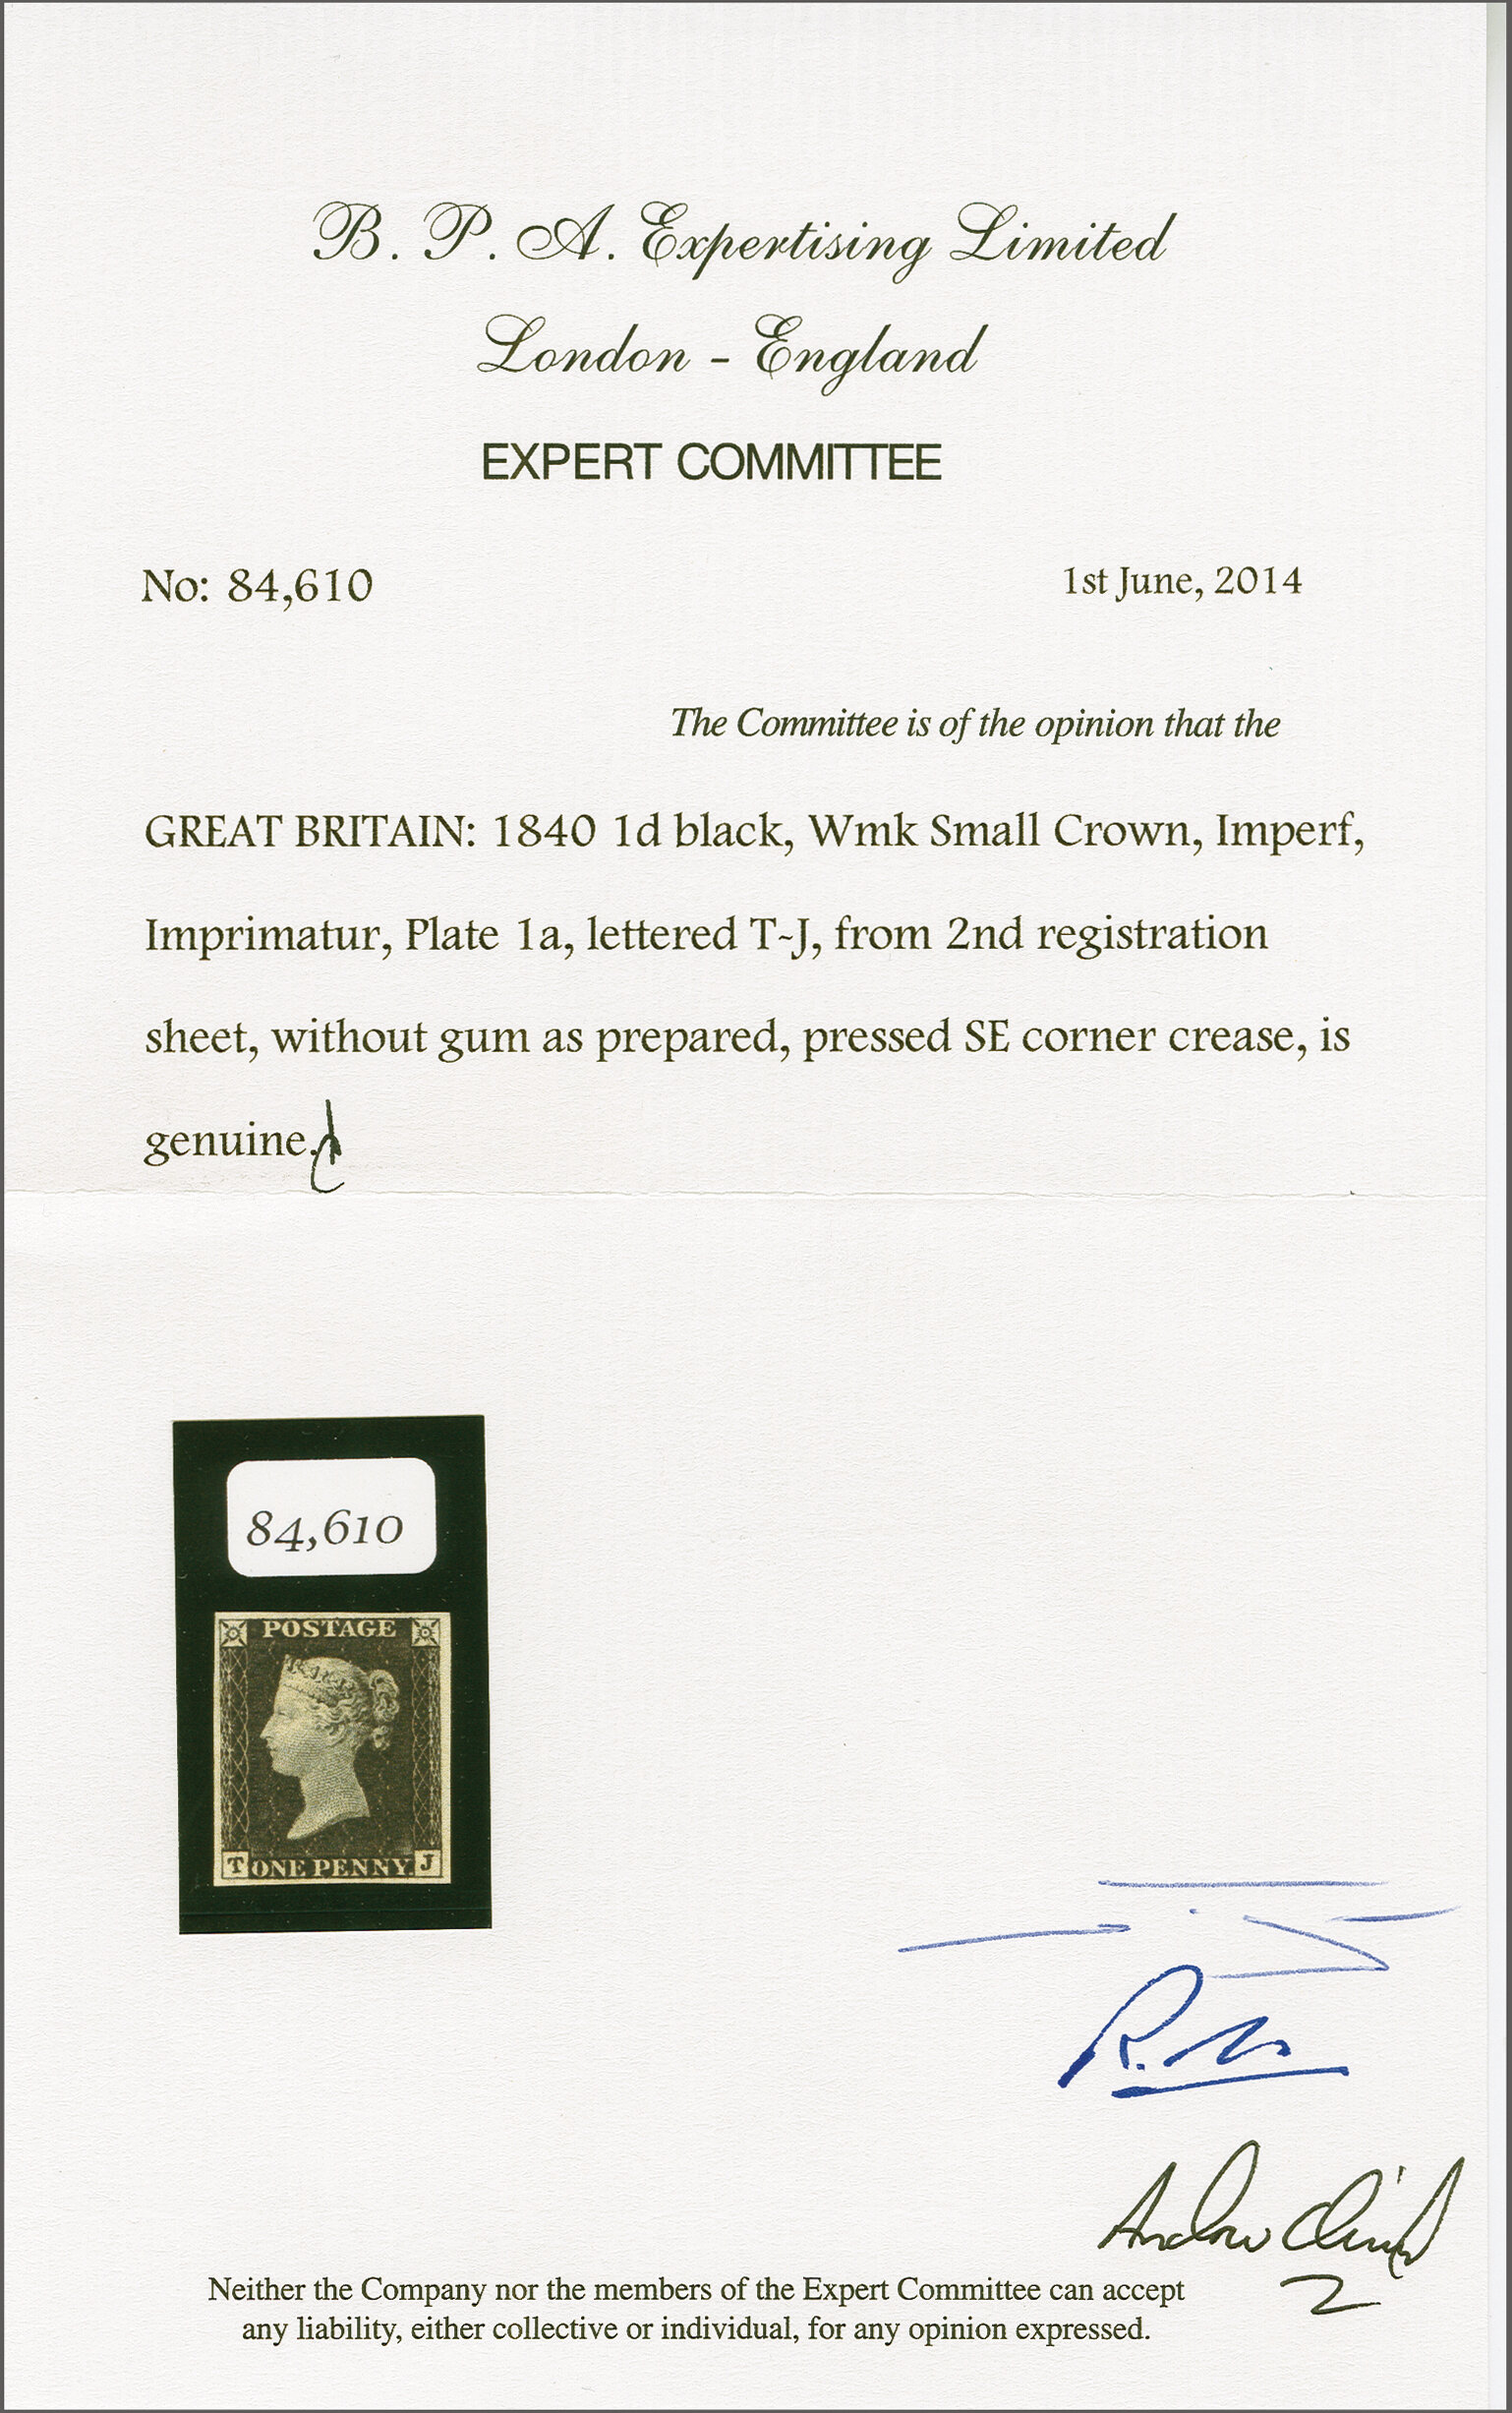 B. P. A. Expertising Limited
London - England
EXPERT COMMITTEE
No: 84,610
1st June, 2014
The Committee is of the opinion that the
GREAT BRITAIN: 1840 1d black, Wmk Small Crown, Imperf,
Imprimatur, Plate 1a, lettered T-J, from 2nd registration
sheet, without gum as prepared, pressed SE corner crease, is
genuine.
84,610
POSTAGE
T ONE PENNY. J
R.
Andrew
Neither the Company nor the members of the Expert Committee can accept
any liability, either collective or individual, for any opinion expressed.